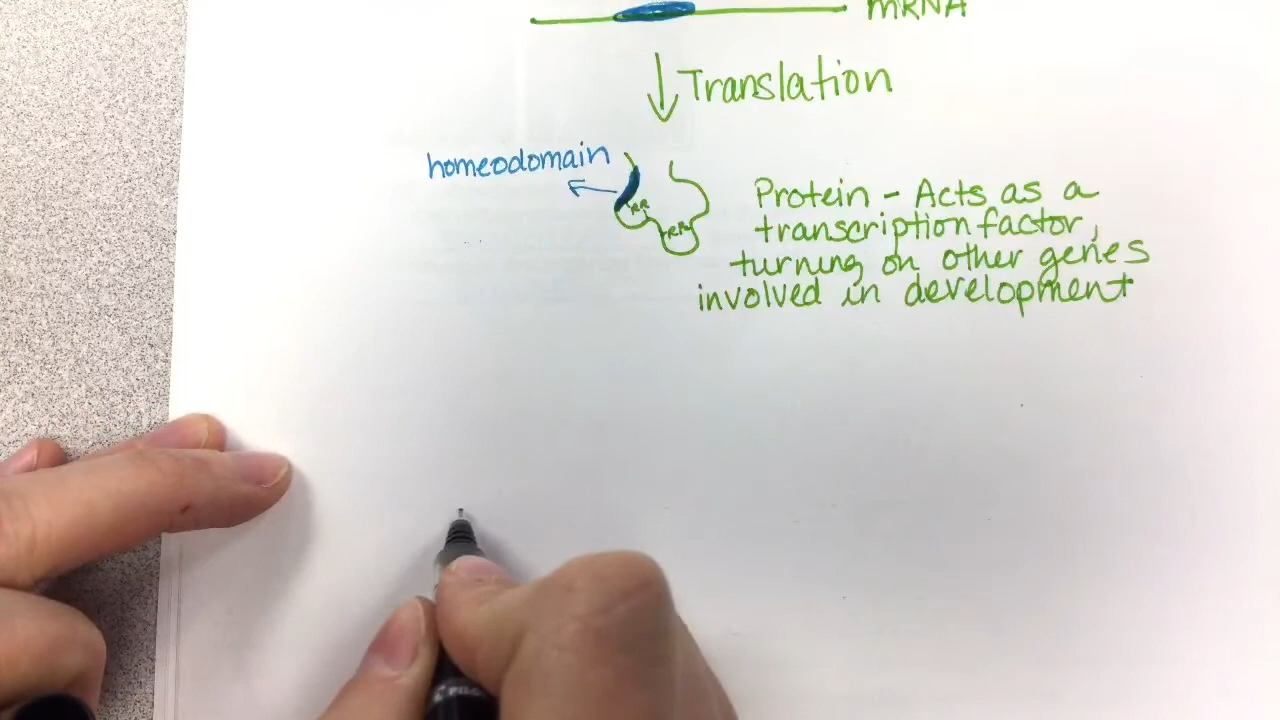 mRNA
Translation
homeodomain
Protein - Acts as a
transcription factor,
turning on other genes
involved in development